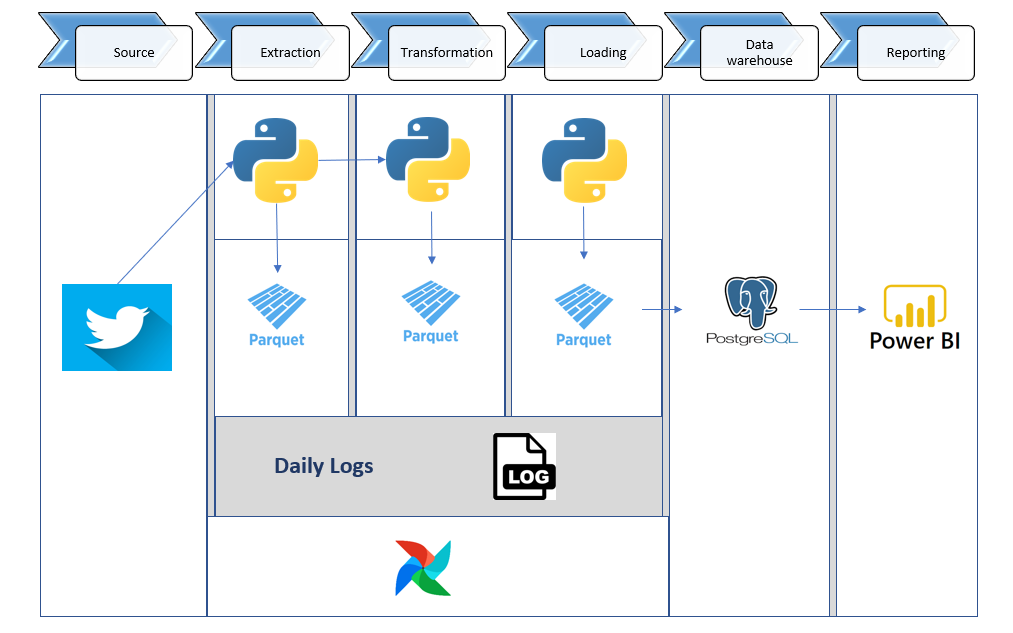 Source
Extraction
Transformation
Loading
Data
warehouse
Reporting
Parquet
Parquet
Parquet
PostgreSQL
Power BI
Daily Logs
LOG